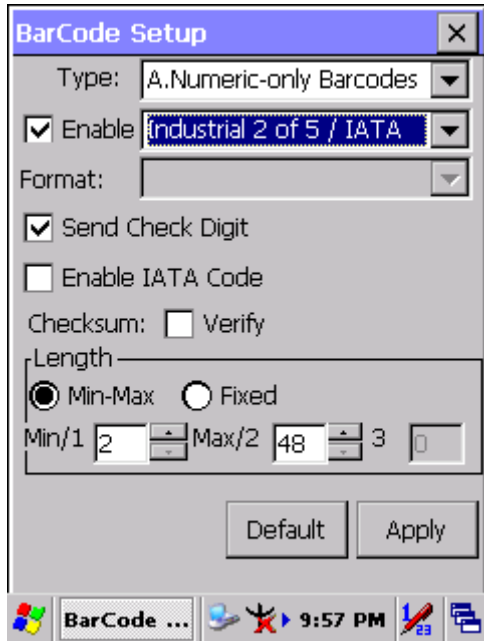 BarCode Setup
Type: A.Numeric-only Barcodes
Enable Industrial 2 of 5 / IATA
Format:
Send Check Digit
Enable IATA Code
Checksum: Verify
Length
Min-Max Fixed
Min/1 2 Max/2 48 3 0
Default Apply
BarCode ... 9:57 PM 123